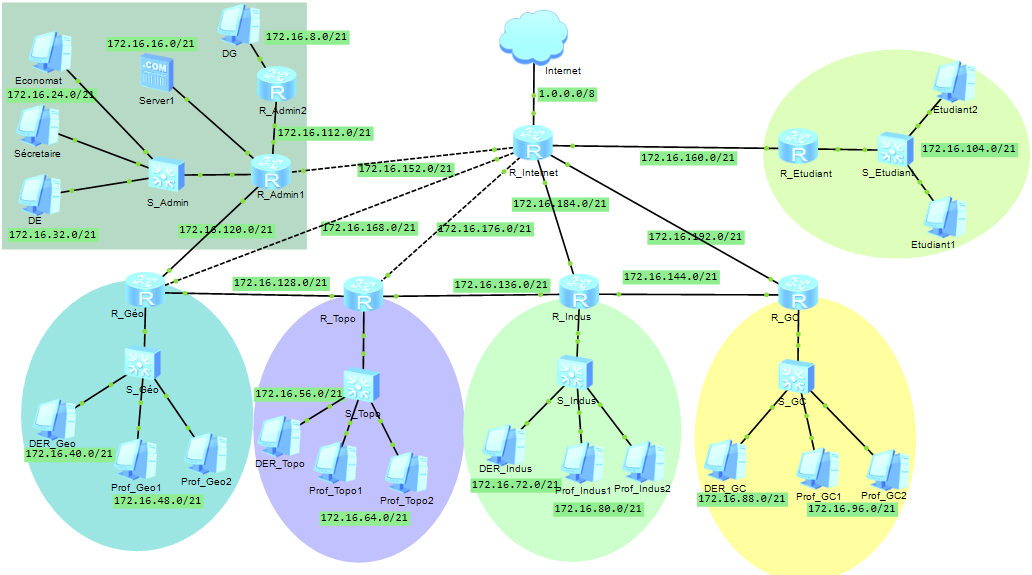 172.16.16.0/21
172.16.8.0/21
DG
Economat
172.16.24.0/21
.COM
Server1
R
R_Admin2
172.16.112.0/21
Sécretaire
S_Admin
R
R_Admin1
DE
172.16.32.0/21
172.16.120.0/21
Internet
1.0.0.0/8
R
R_Internet
172.16.152.0/21
172.16.160.0/21
172.16.184.0/21
172.16.168.0/21
172.16.176.0/21
172.16.192.0/21
R
R_Etudiant
S_Etudiant
Etudiant2
172.16.104.0/21
Etudiant1
172.16.128.0/21
172.16.136.0/21
172.16.144.0/21
R
R_Géo
R
R_Topo
R
R_Indus
R
R_GC
S_Géo
DER_Geo
172.16.40.0/21
Prof_Geo1
Prof_Geo2
172.16.48.0/21
172.16.56.0/21
S_Topo
DER_Topo
Prof_Topo1
Prof_Topo2
172.16.64.0/21
S_Indus
DER_Indus
172.16.72.0/21
Prof_Indus1
Prof_Indus2
172.16.80.0/21
S_GC
DER_GC
172.16.88.0/21
Prof_GC1
Prof_GC2
172.16.96.0/21